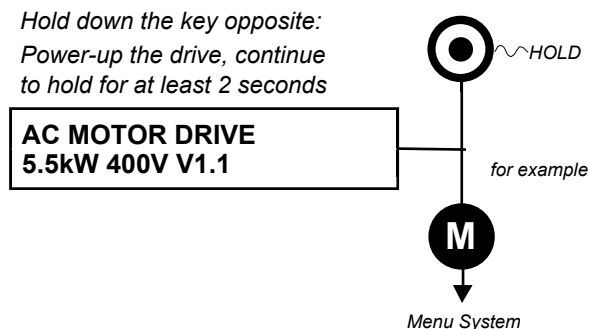 Hold down the key opposite:
Power-up the drive, continue
to hold for at least 2 seconds
HOLD
AC MOTOR DRIVE
5.5kW 400V V1.1
for example
M
Menu System